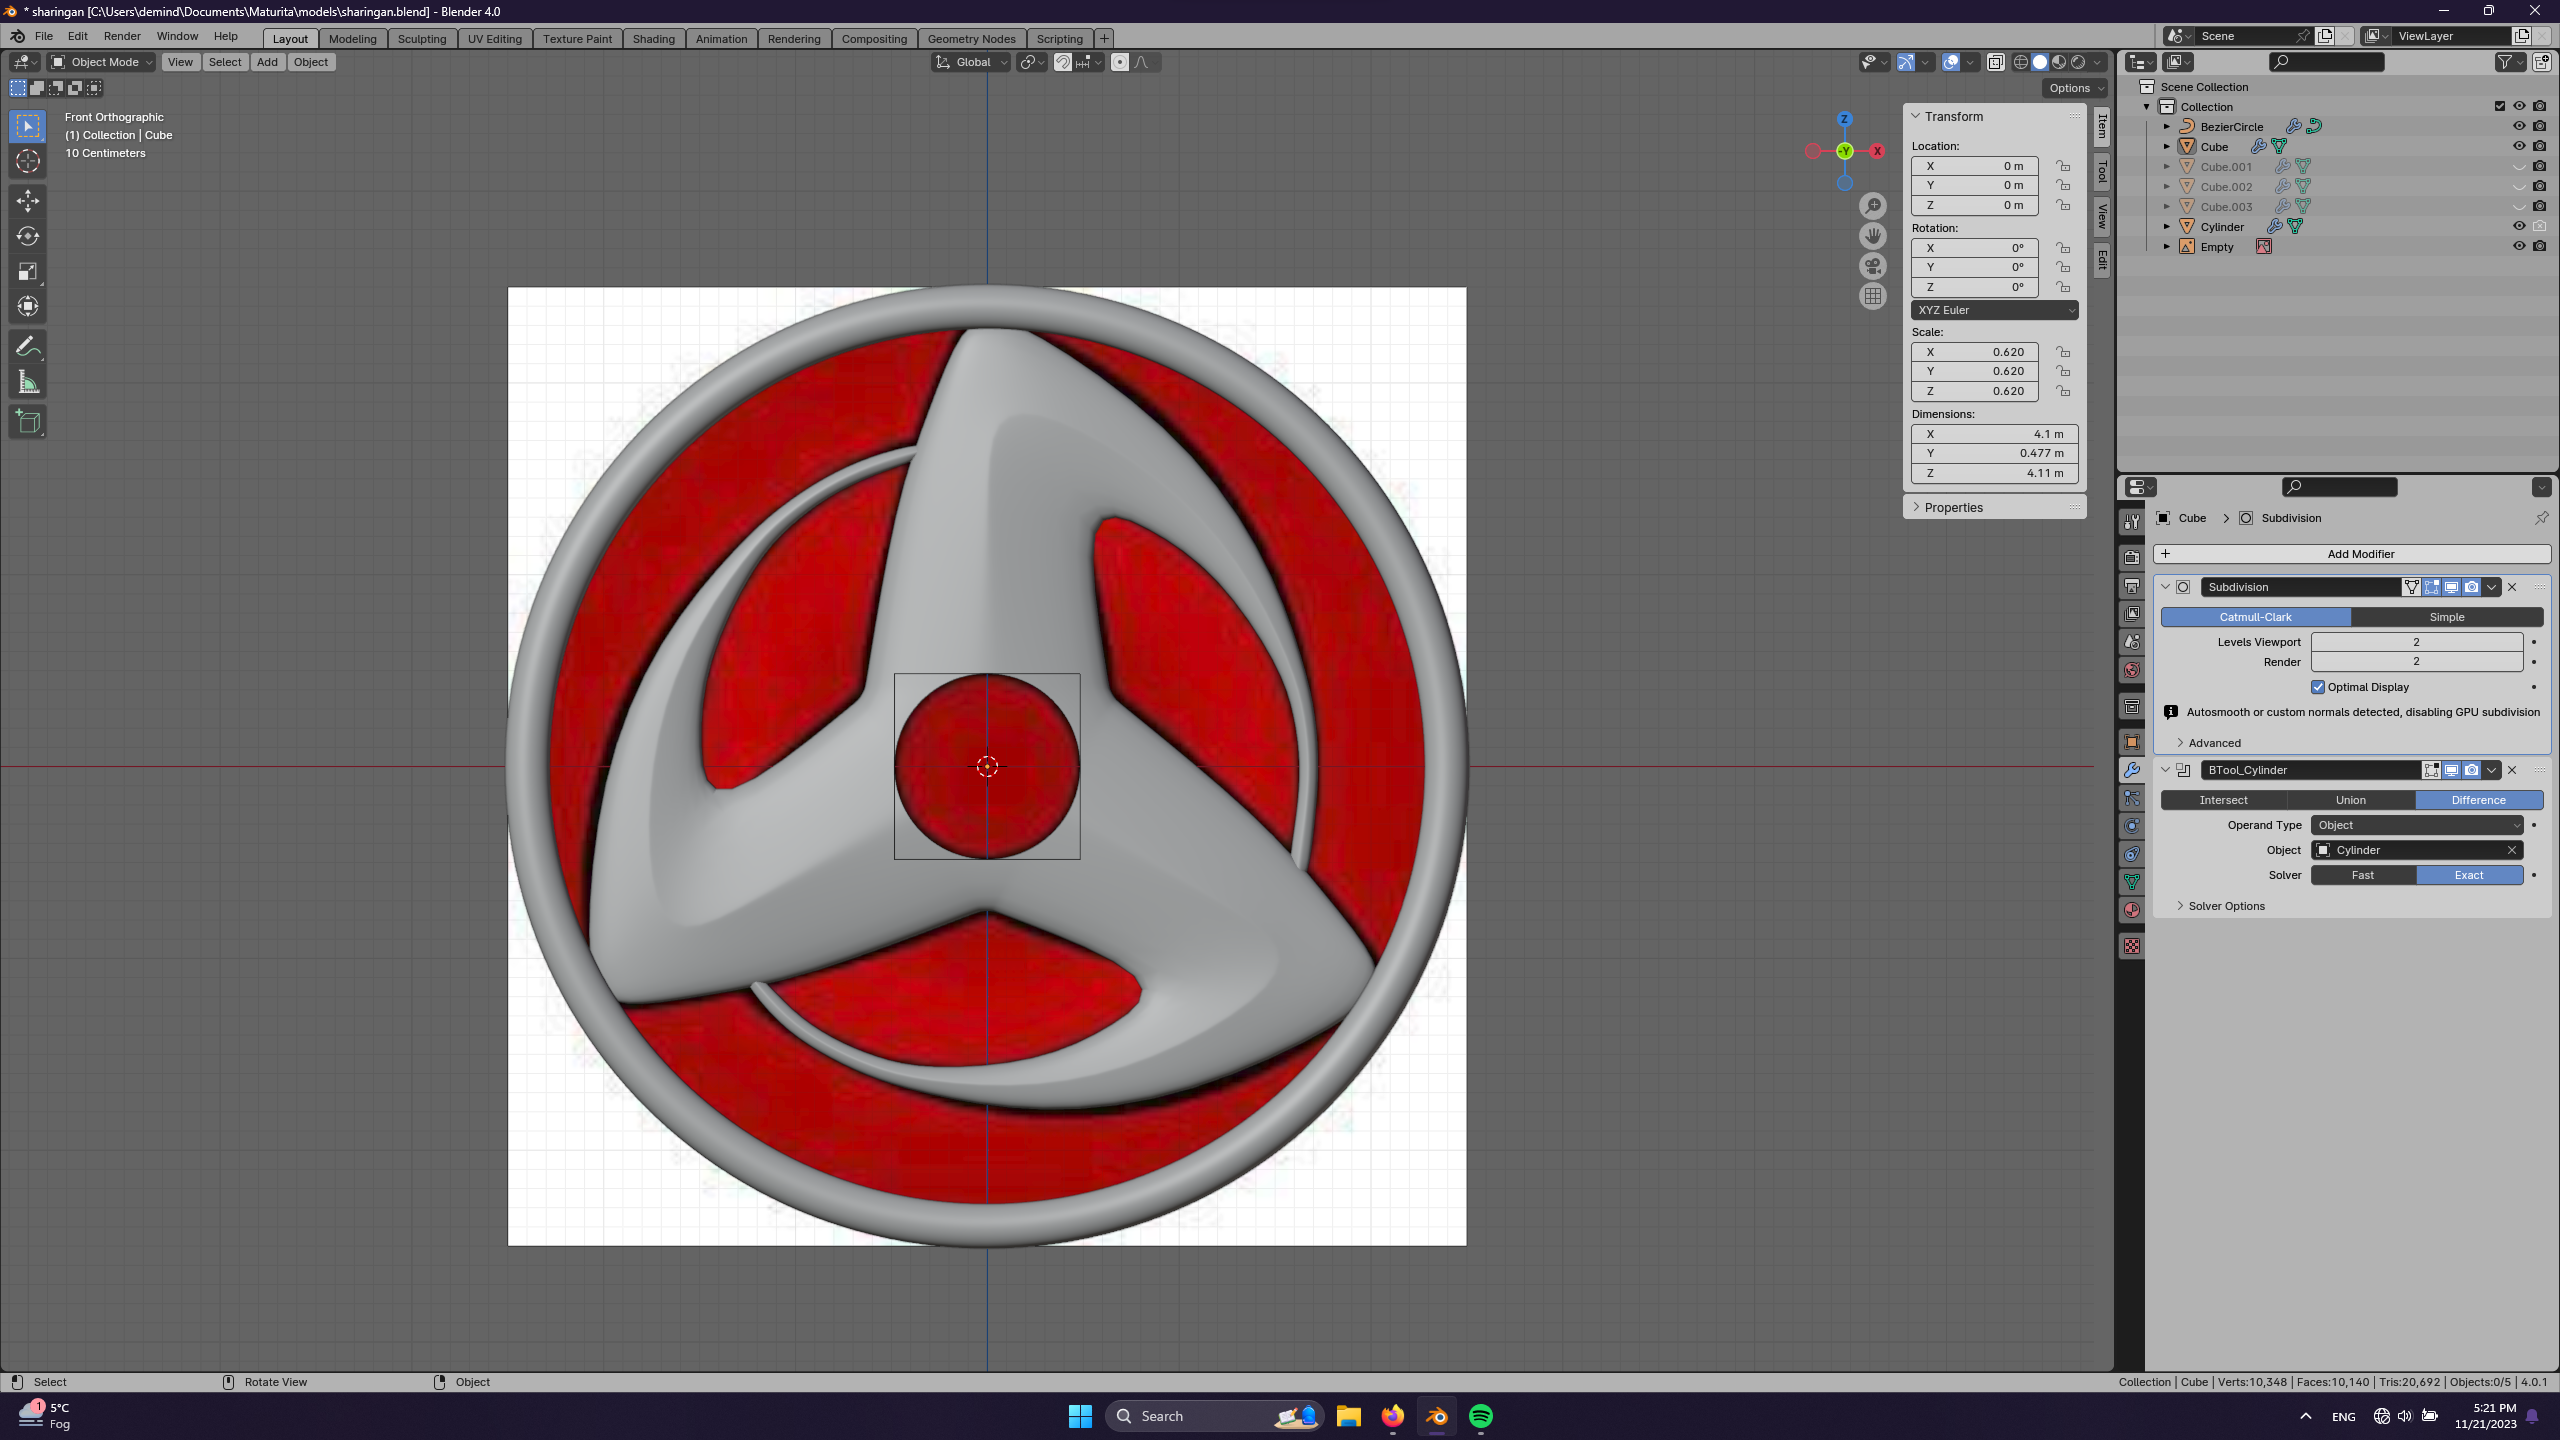 * sharingan [C:\Users\demind\Documents\Maturita\models\sharingan.blend] - Blender 4.0
File Edit Render Window Help Layout Modeling Sculpting UV Editing Texture Paint Shading Animation Rendering Compositing Geometry Nodes Scripting + Scene ViewLayer
Object Mode View Select Add Object Global
Options
Front Orthographic
(1) Collection | Cube
10 Centimeters
Z
-Y
X
Transform
Location:
X 0 m
Y 0 m
Z 0 m
Rotation:
X 0°
Y 0°
Z 0°
XYZ Euler
Scale:
X 0.620
Y 0.620
Z 0.620
Dimensions:
X 4.1 m
Y 0.477 m
Z 4.11 m
Properties
Item
Tool
View
Edit
Scene Collection
Collection
BezierCircle
Cube
Cube.001
Cube.002
Cube.003
Cylinder
Empty
Cube > Subdivision
+ Add Modifier
Subdivision
Catmull-Clark Simple
Levels Viewport 2
Render 2
Optimal Display
Autosmooth or custom normals detected, disabling GPU subdivision
Advanced
BTool_Cylinder
Intersect Union Difference
Operand Type Object
Object Cylinder
Solver Fast Exact
Solver Options
Select Rotate View Object
Collection | Cube | Verts:10,348 | Faces:10,140 | Tris:20,692 | Objects:0/5 | 4.0.1
1
5°C
Fog
Search
ENG
5:21 PM
11/21/2023